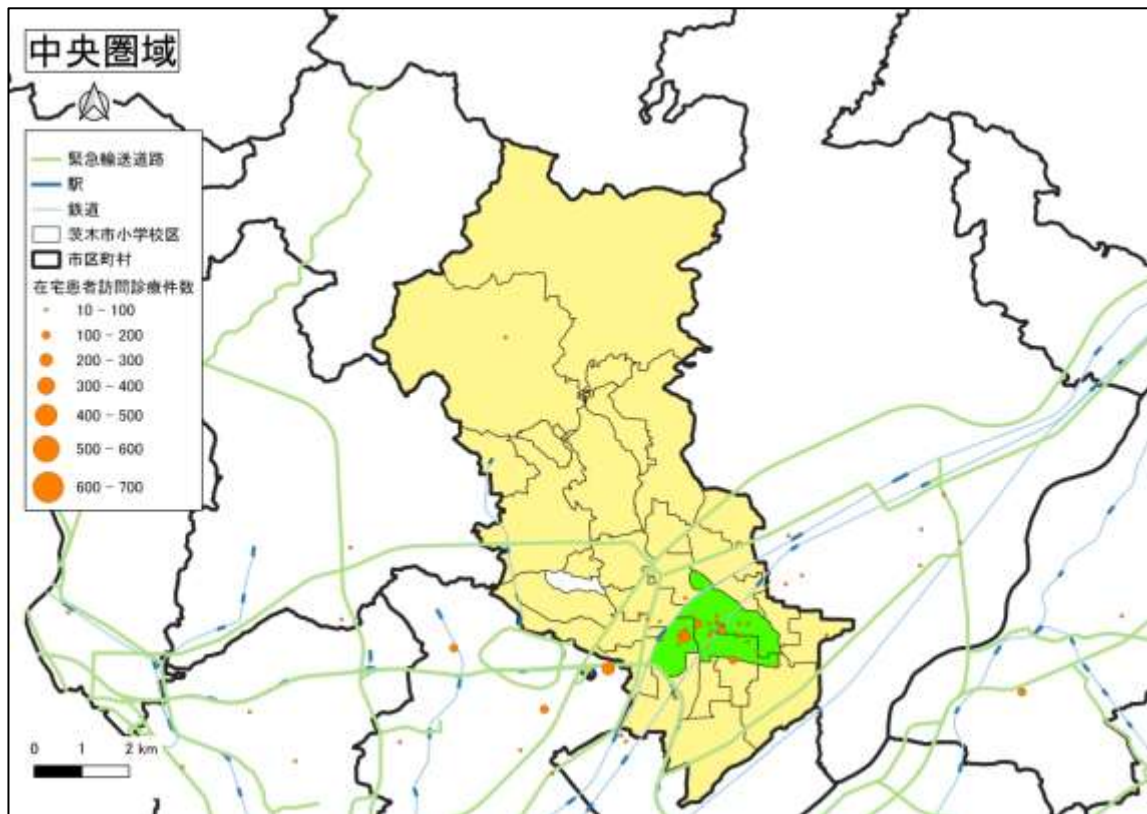 中央圏域
緊急輸送道路
駅
鉄道
茨木市小学校区
市区町村
在宅患者訪問診療件数
10 - 100
100 - 200
200 - 300
300 - 400
400 - 500
500 - 600
600 - 700
0 1 2 km